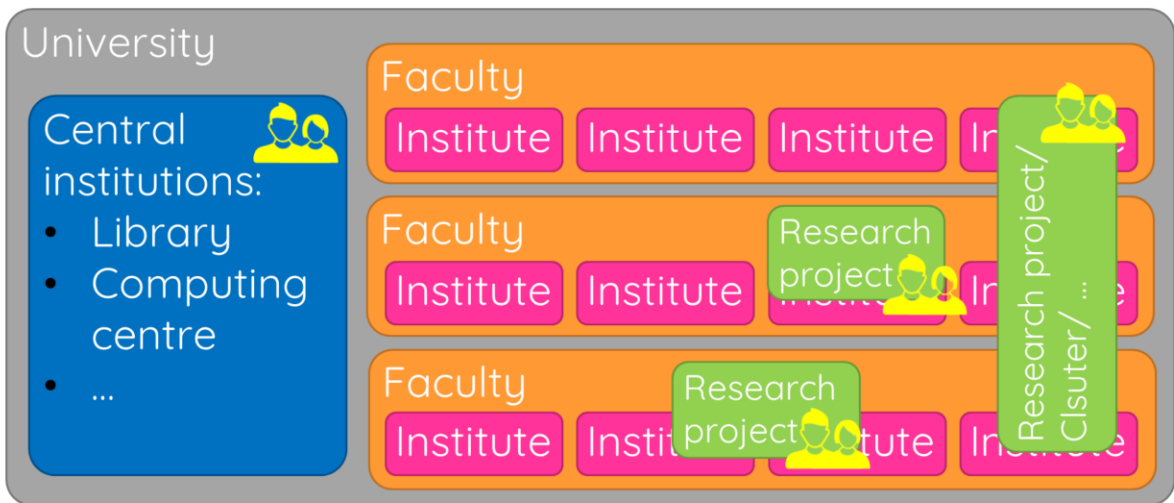 University
Central
institutions:
• Library
• Computing
centre
• ...
Faculty
Institute Institute Institute
Faculty
Research
project
Institute Institute
Faculty
Research
project
Institute
Research project/
Clsuter/ ...